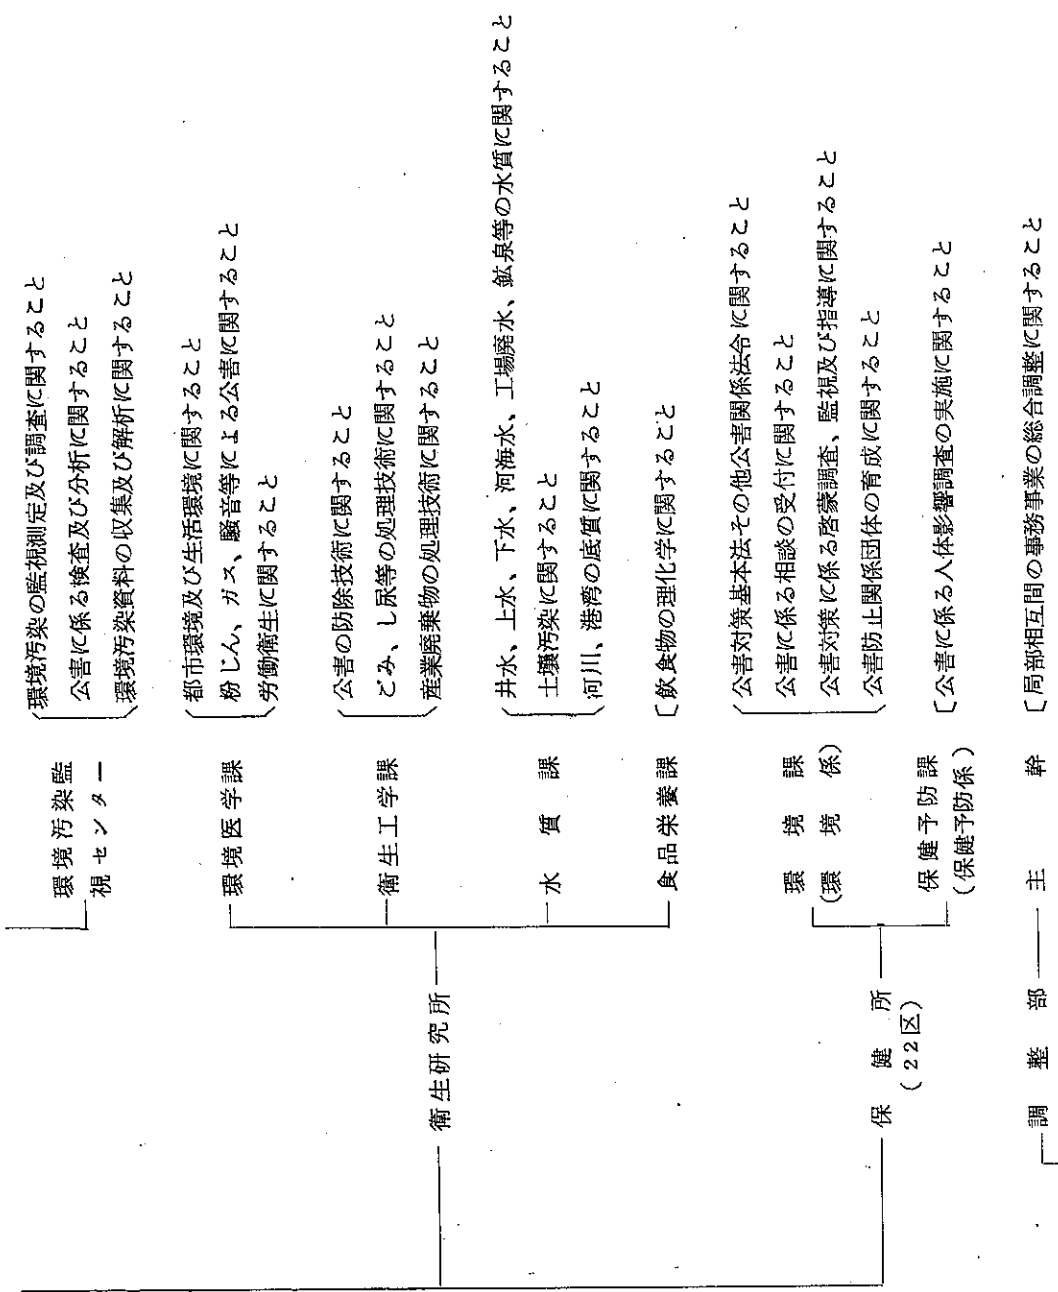 環境汚染監
視センター
環境汚染の監視測定及び調査に関すること
公害に係る検査及び分析に関すること
環境汚染資料の収集及び解析に関すること
衛生研究所
環境医学課
都市環境及び生活環境に関すること
粉じん、ガス、騒音等による公害に関すること
労働衛生に関すること
衛生工学課
公害の防除技術に関すること
ごみ、し尿等の処理技術に関すること
産業廃棄物の処理技術に関すること
水質課
井水、上水、下水、河海水、工場廃水、鉱泉等の水質に関すること
土壌汚染に関すること
河川、港湾の底質に関すること
食品栄養課
飲食物の理化学に関すること
保健所
(22区)
環境課
(環境係)
公害対策基本法その他公害関係法令に関すること
公害に係る相談の受付に関すること
公害対策に係る啓蒙調査、監視及び指導に関すること
公害防止関係団体の育成に関すること
保健予防課
(保健予防係)
公害に係る人体影響調査の実施に関すること
調整部
主幹
局部相互間の事務事業の総合調整に関すること